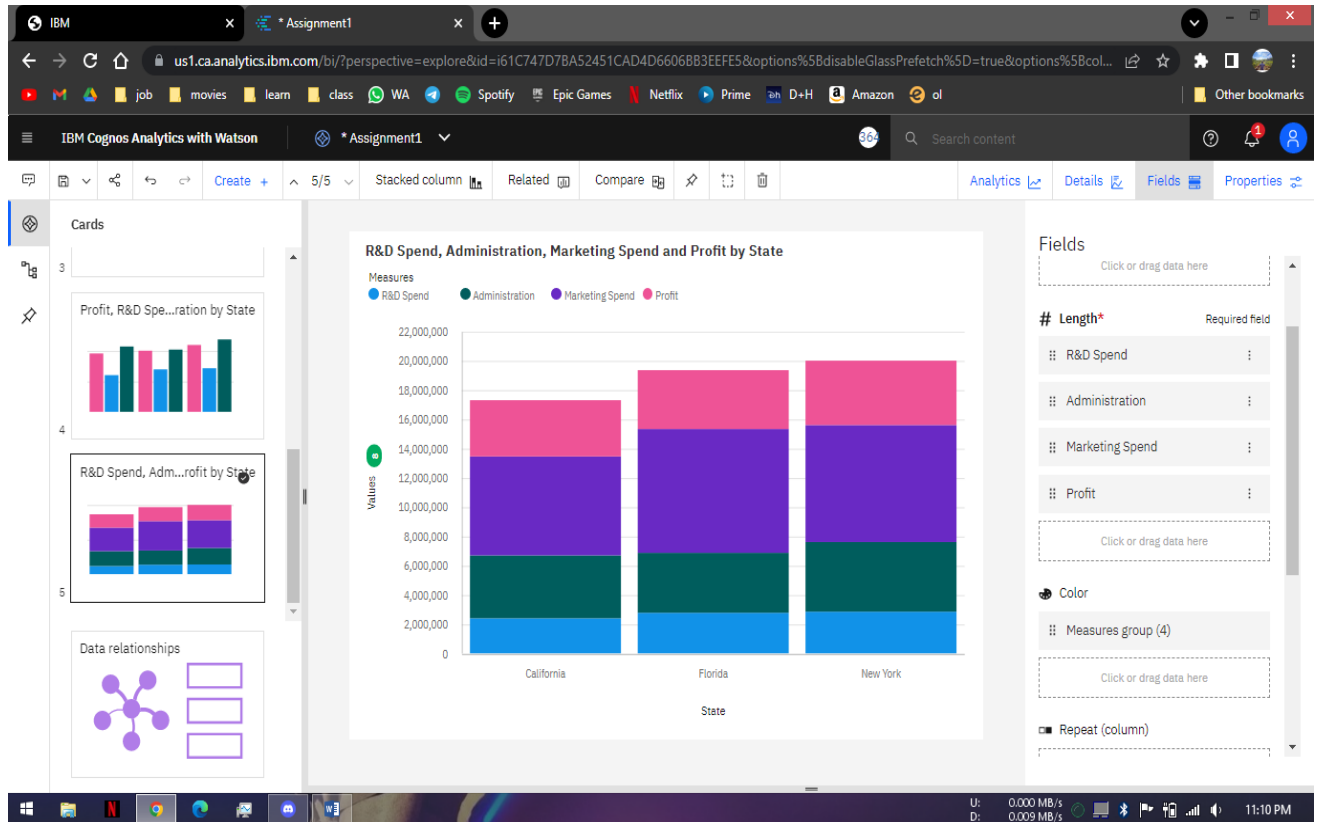 IBM
* Assignment1
us1.ca.analytics.ibm.com/bi/?perspective=explore&id=i61C747D7BA52451CAD4D6606BB3EEFE5&options%5BdisableGlassPrefetch%5D=true&options%5Bcol...
job
movies
learn
class
WA
Spotify
Epic Games
Netflix
Prime
D+H
Amazon
ol
Other bookmarks
IBM Cognos Analytics with Watson
* Assignment1
364
Search content
1
Create +
5/5
Stacked column
Related
Compare
Analytics
Details
Fields
Properties
Cards
3
Profit, R&D Spe...ration by State
4
R&D Spend, Adm...rofit by State
5
Data relationships
R&D Spend, Administration, Marketing Spend and Profit by State
Measures
R&D Spend
Administration
Marketing Spend
Profit
22,000,000
20,000,000
18,000,000
16,000,000
14,000,000
12,000,000
10,000,000
8,000,000
6,000,000
4,000,000
2,000,000
0
Values
California
Florida
New York
State
Fields
Click or drag data here
# Length*
Required field
R&D Spend
Administration
Marketing Spend
Profit
Click or drag data here
Color
Measures group (4)
Click or drag data here
Repeat (column)
U: 0.000 MB/s
D: 0.009 MB/s
11:10 PM